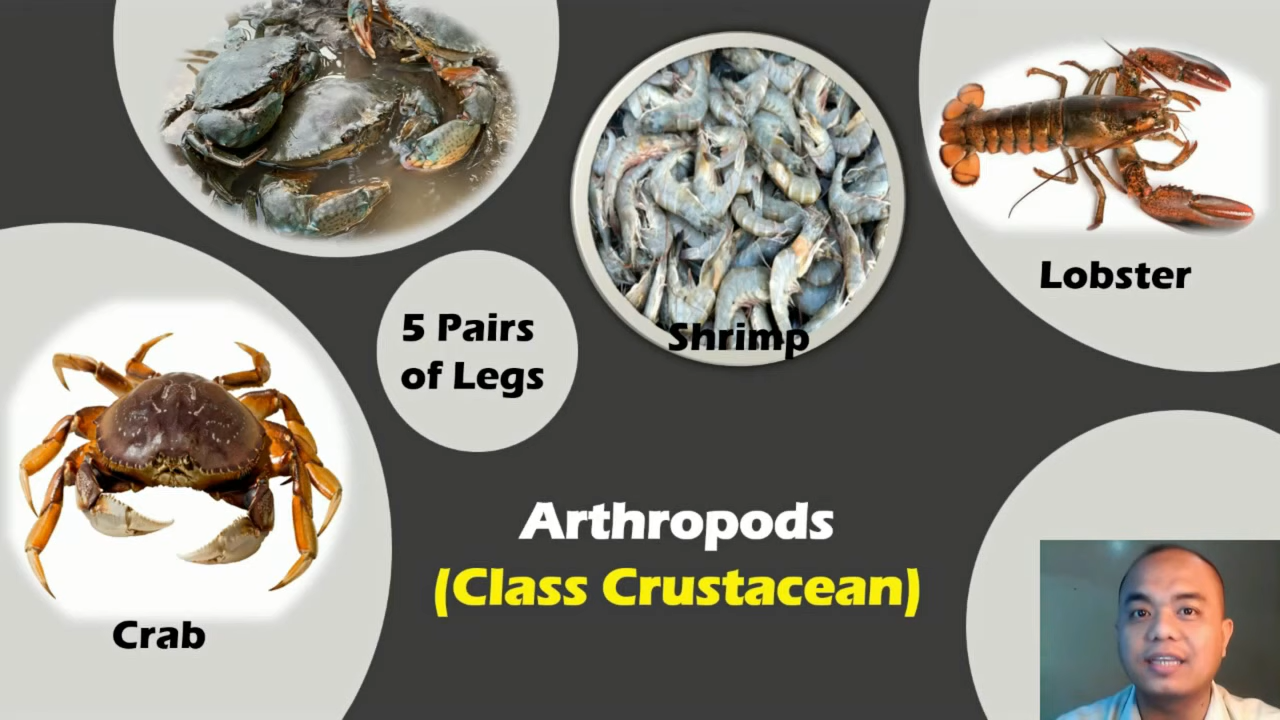 Lobster
5 Pairs
of Legs
Shrimp
Arthropods
(Class Crustacean)
Crab